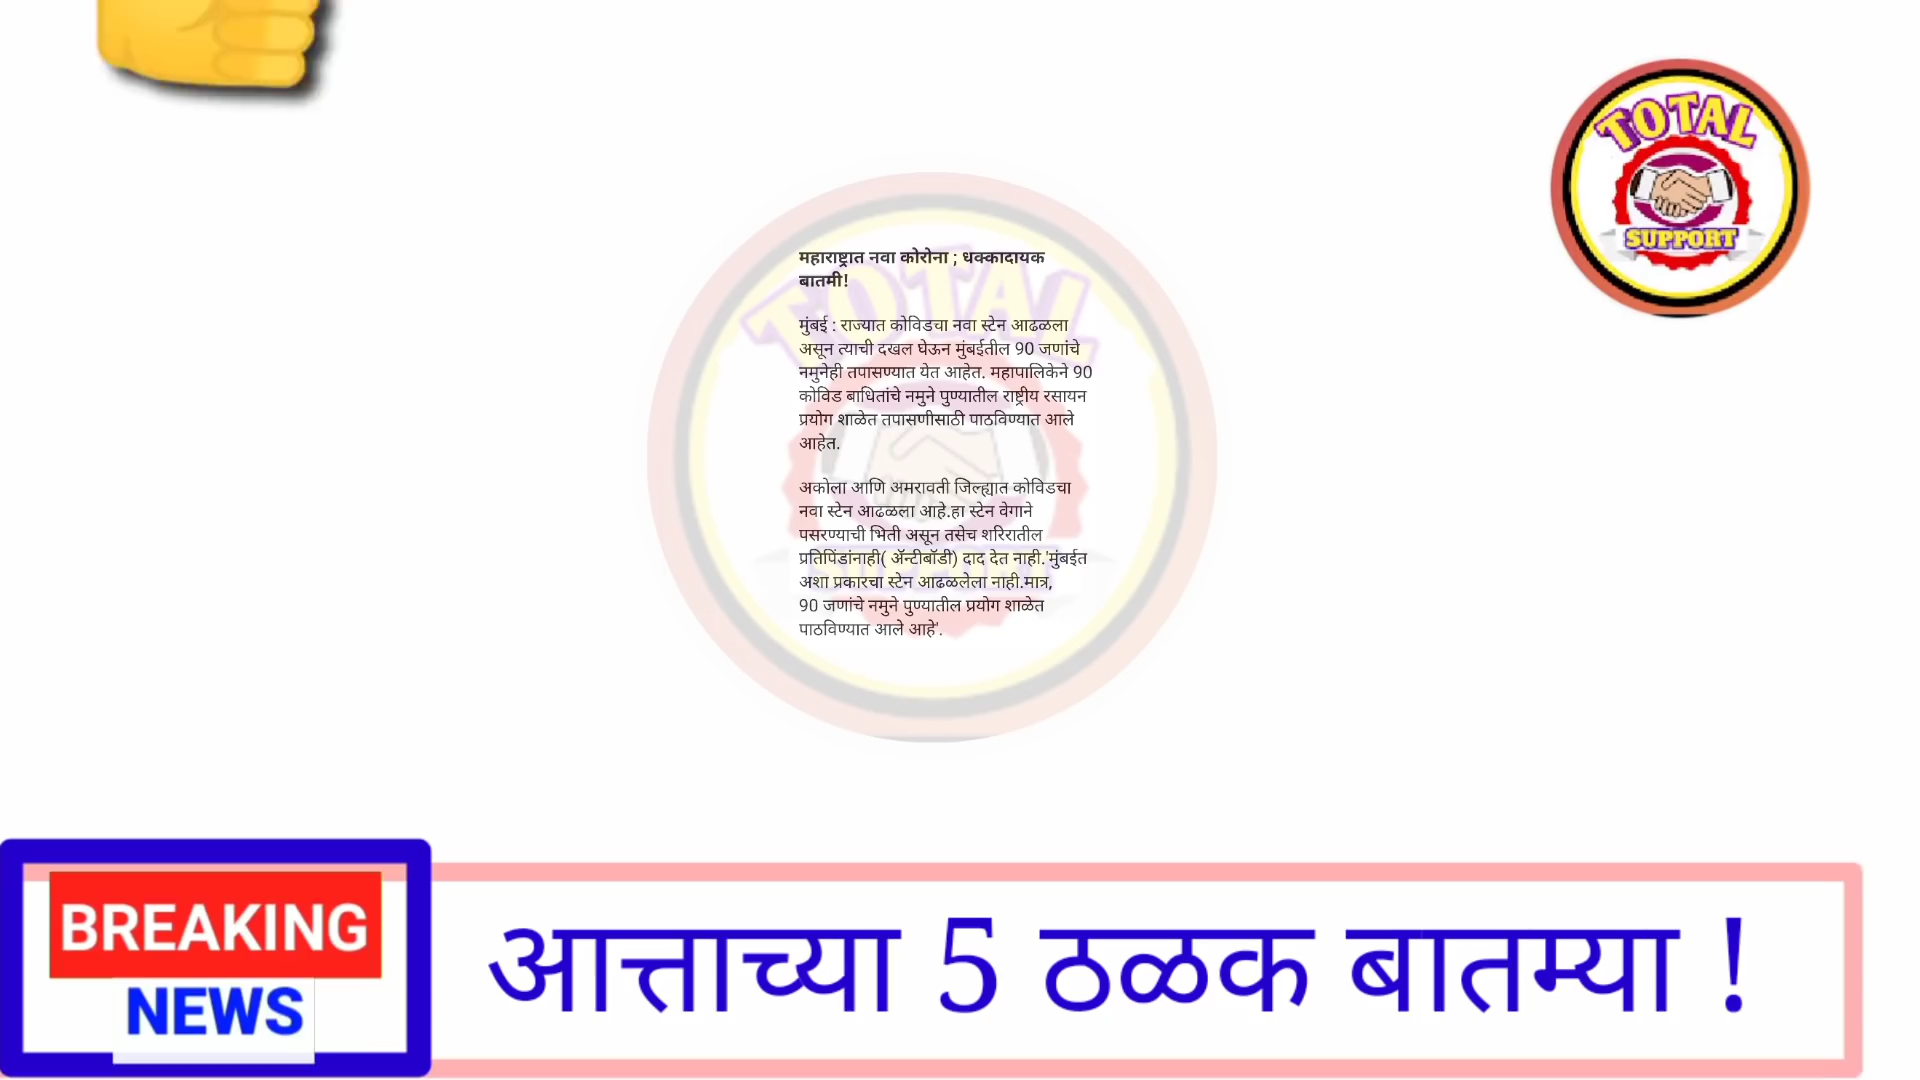 TOTAL
SUPPORT
महाराष्ट्रात नवा कोरोना ; धक्कादायक
बातमी!
मुंबई : राज्यात कोविडचा नवा स्टेन आढळला
असून त्याची दखल घेऊन मुंबईतील 90 जणांचे
नमुनेही तपासण्यात येत आहेत. महापालिकेने 90
कोविड बाधितांचे नमुने पुण्यातील राष्ट्रीय रसायन
प्रयोग शाळेत तपासणीसाठी पाठविण्यात आले
आहेत.
अकोला आणि अमरावती जिल्ह्यात कोविडचा
नवा स्टेन आढळला आहे.हा स्टेन वेगाने
पसरण्याची भिती असून तसेच शरिरातील
प्रतिपिंडांनाही( ॲन्टीबॉडी) दाद देत नाही.'मुंबईत
अशा प्रकारचा स्टेन आढळलेला नाही.मात्र,
90 जणांचे नमुने पुण्यातील प्रयोग शाळेत
पाठविण्यात आले आहे'.
TOTAL
SUPPORT
BREAKING
NEWS
आत्ताच्या 5 ठळक बातम्या !